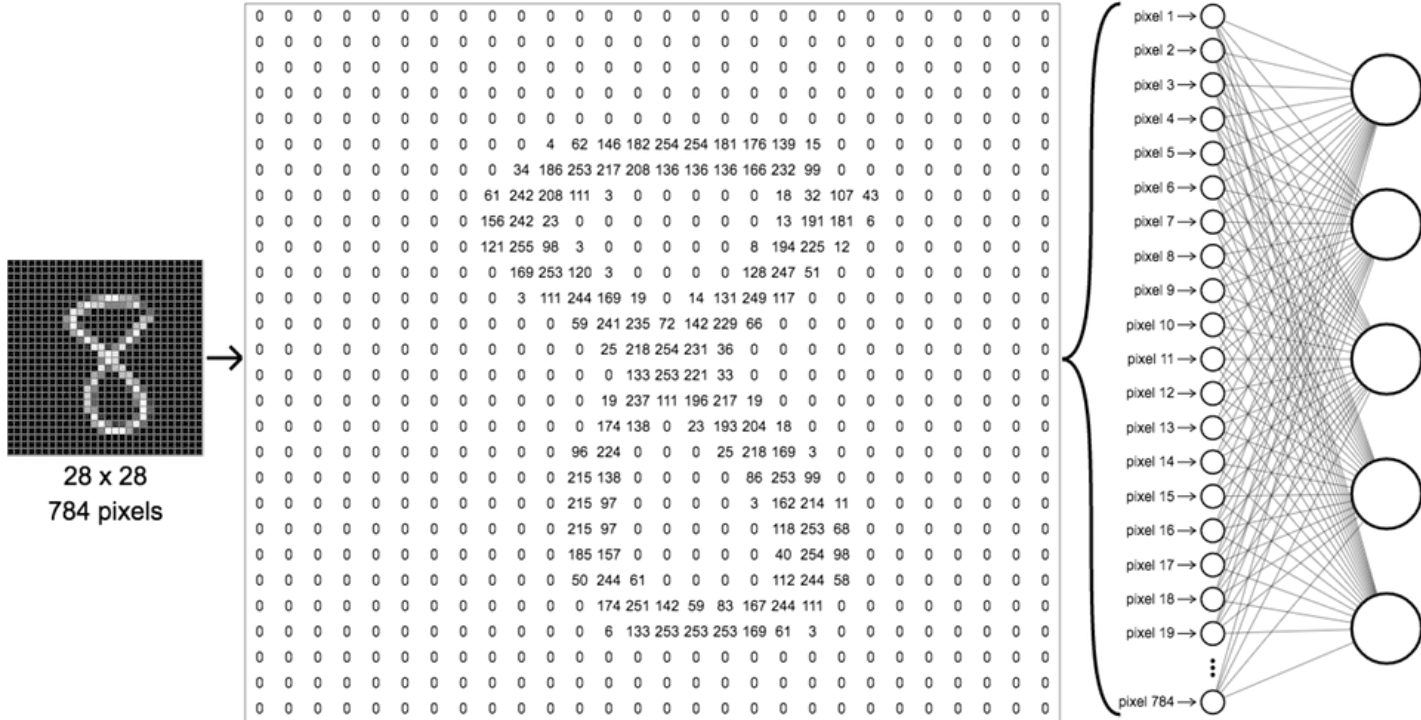 0 0 0 0 0 0 0 0 0 0 0 0 0 0 0 0 0 0 0 0 0 0 0 0 0 0 0 0
0 0 0 0 0 0 0 0 0 0 0 0 0 0 0 0 0 0 0 0 0 0 0 0 0 0 0 0
0 0 0 0 0 0 0 0 0 0 0 0 0 0 0 0 0 0 0 0 0 0 0 0 0 0 0 0
0 0 0 0 0 0 0 0 0 0 0 0 0 0 0 0 0 0 0 0 0 0 0 0 0 0 0 0
0 0 0 0 0 0 0 0 0 0 0 0 0 0 0 0 0 0 0 0 0 0 0 0 0 0 0 0
0 0 0 0 0 0 0 0 0 0 4 62 146 182 254 254 181 176 139 15 0 0 0 0 0 0 0 0
0 0 0 0 0 0 0 0 0 34 186 253 217 208 136 136 136 166 232 99 0 0 0 0 0 0 0 0
0 0 0 0 0 0 0 0 61 242 208 111 3 0 0 0 0 0 18 32 107 43 0 0 0 0 0 0
0 0 0 0 0 0 0 0 156 242 23 0 0 0 0 0 0 0 13 191 181 6 0 0 0 0 0 0
0 0 0 0 0 0 0 0 121 255 98 3 0 0 0 0 0 8 194 225 12 0 0 0 0 0 0 0
0 0 0 0 0 0 0 0 0 169 253 120 3 0 0 0 0 128 247 51 0 0 0 0 0 0 0 0
0 0 0 0 0 0 0 0 0 3 111 244 169 19 0 14 131 249 117 0 0 0 0 0 0 0 0 0
0 0 0 0 0 0 0 0 0 0 0 59 241 235 72 142 229 66 0 0 0 0 0 0 0 0 0 0
0 0 0 0 0 0 0 0 0 0 0 0 25 218 254 231 36 0 0 0 0 0 0 0 0 0 0 0
0 0 0 0 0 0 0 0 0 0 0 0 0 133 253 221 33 0 0 0 0 0 0 0 0 0 0 0
0 0 0 0 0 0 0 0 0 0 0 0 19 237 111 196 217 19 0 0 0 0 0 0 0 0 0 0
0 0 0 0 0 0 0 0 0 0 0 0 174 138 0 23 193 204 18 0 0 0 0 0 0 0 0 0
0 0 0 0 0 0 0 0 0 0 0 96 224 0 0 0 25 218 169 3 0 0 0 0 0 0 0 0
0 0 0 0 0 0 0 0 0 0 0 215 138 0 0 0 0 86 253 99 0 0 0 0 0 0 0 0
0 0 0 0 0 0 0 0 0 0 0 215 97 0 0 0 0 3 162 214 11 0 0 0 0 0 0 0
0 0 0 0 0 0 0 0 0 0 0 215 97 0 0 0 0 0 118 253 68 0 0 0 0 0 0 0
0 0 0 0 0 0 0 0 0 0 0 185 157 0 0 0 0 0 40 254 98 0 0 0 0 0 0 0
0 0 0 0 0 0 0 0 0 0 0 50 244 61 0 0 0 0 112 244 58 0 0 0 0 0 0 0
0 0 0 0 0 0 0 0 0 0 0 0 174 251 142 59 83 167 244 111 0 0 0 0 0 0 0 0
0 0 0 0 0 0 0 0 0 0 0 0 6 133 253 253 253 169 61 3 0 0 0 0 0 0 0 0
0 0 0 0 0 0 0 0 0 0 0 0 0 0 0 0 0 0 0 0 0 0 0 0 0 0 0 0
0 0 0 0 0 0 0 0 0 0 0 0 0 0 0 0 0 0 0 0 0 0 0 0 0 0 0 0
0 0 0 0 0 0 0 0 0 0 0 0 0 0 0 0 0 0 0 0 0 0 0 0 0 0 0 0
28 x 28
784 pixels
pixel 1
pixel 2
pixel 3
pixel 4
pixel 5
pixel 6
pixel 7
pixel 8
pixel 9
pixel 10
pixel 11
pixel 12
pixel 13
pixel 14
pixel 15
pixel 16
pixel 17
pixel 18
pixel 19
pixel 784